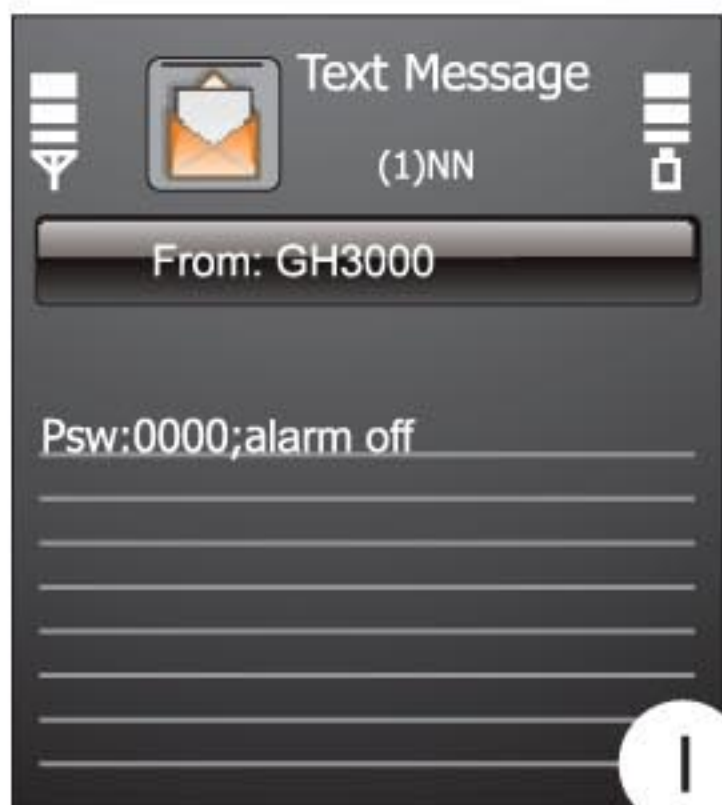 Text Message
(1)NN
From: GH3000
Psw:0000;alarm off
I